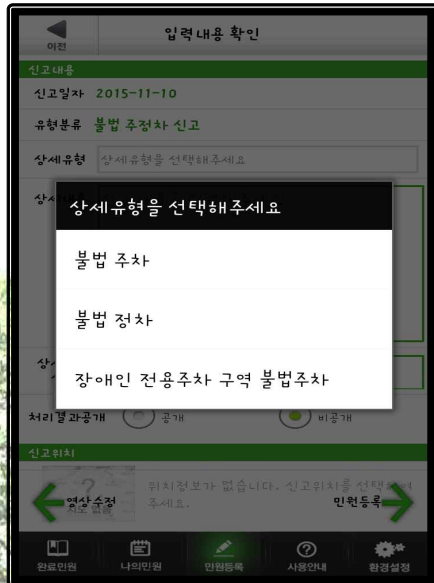 이전
입력내용 확인
신고내용
신고일자 2015-11-10
유형분류 불법 주정차 신고
상세유형 상세유형을 선택해주세요
상세유형을 선택해주세요
불법 주차
불법 정차
장애인 전용주차 구역 불법주차
처리결과공개 공개 비공개
신고위치
위치정보가 없습니다. 신고위치를 선택
주세요.
영상수정
민원등록
완료민원 나의민원 민원등록 사용안내 환경설정